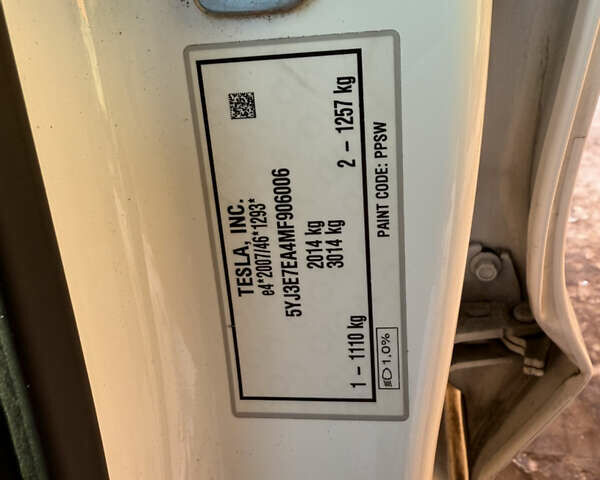 TESLA, INC.
e4*2007/46*1293*
5YJ3E7EA4MF906006
2014 kg
3014 kg
1 – 1110 kg
2 – 1257 kg
1.0%
PAINT CODE: PPSW